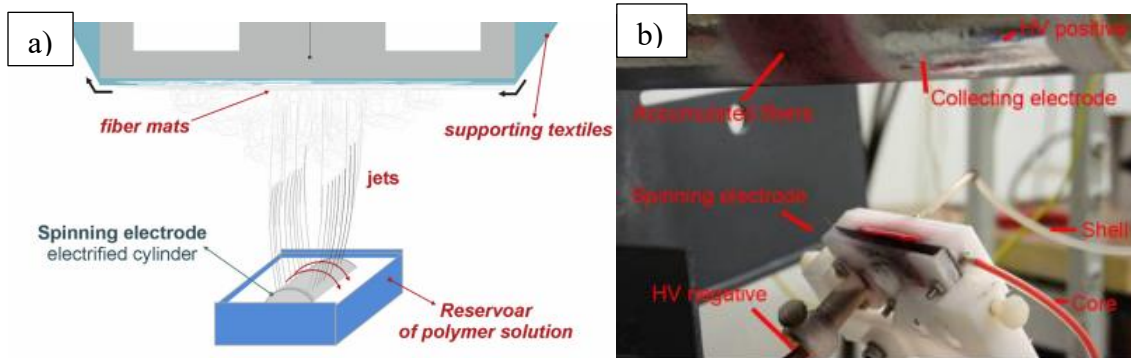 a)
fiber mats
supporting textiles
jets
Spinning electrode
electrified cylinder
Reservoar
of polymer solution
b)
HV positive
Collecting electrode
Accumulated fibers
Spinning electrode
Shell
HV negative
Core